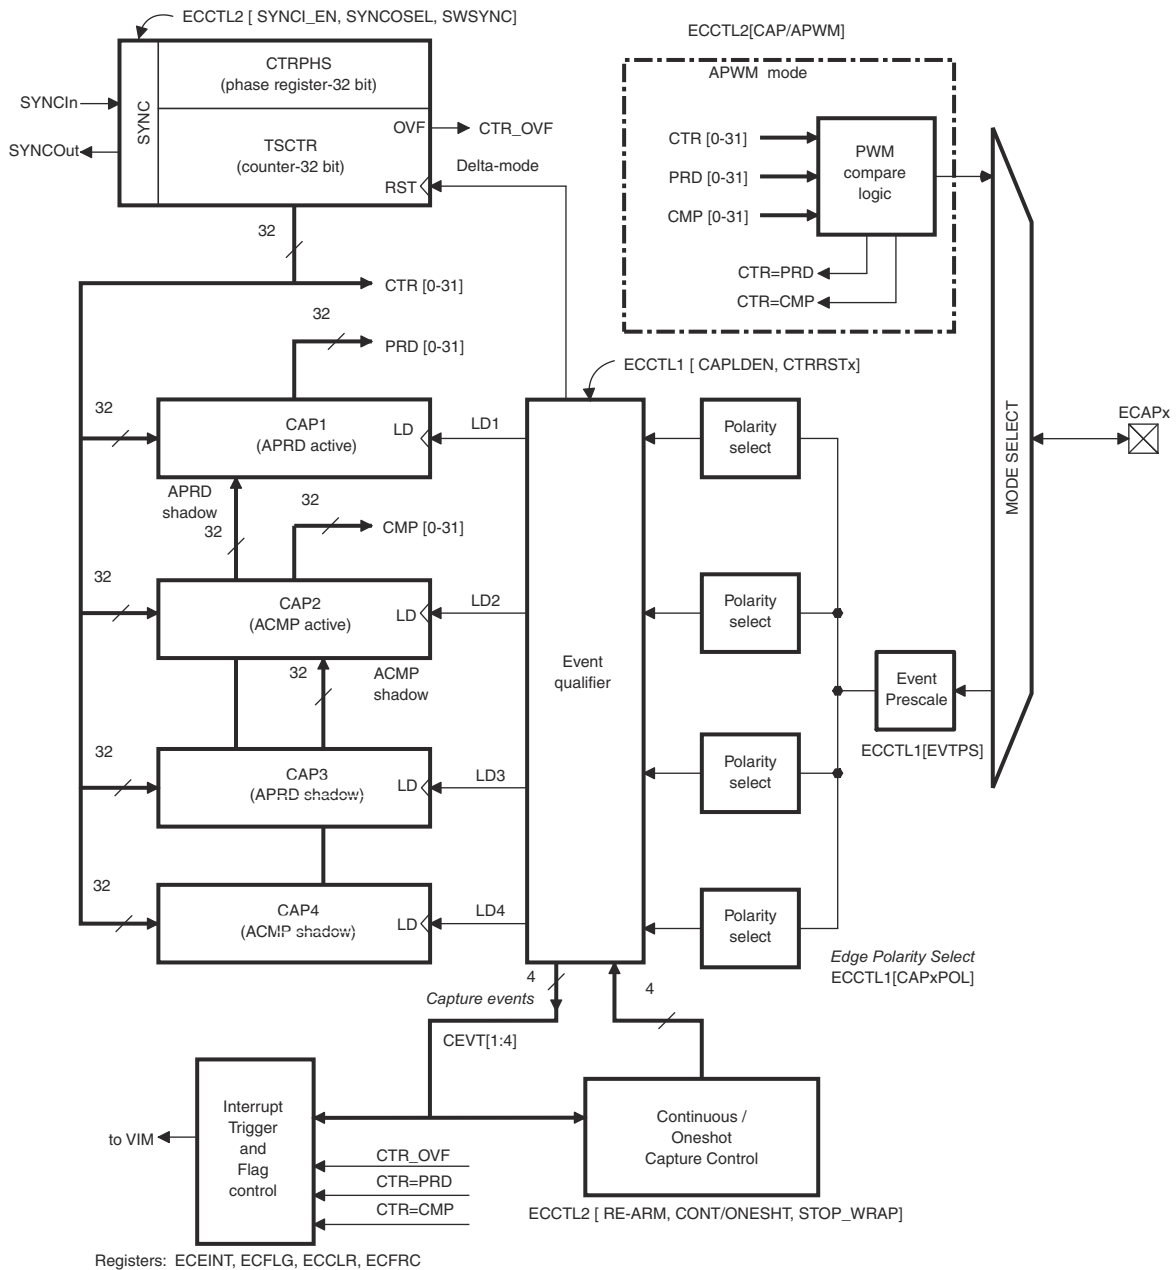 ECCTL2 [ SYNCI_EN, SYNCOSEL, SWSYNC]
ECCTL2[CAP/APWM]
SYNC
CTRPHS
(phase register-32 bit)
APWM mode
SYNCIn
SYNCOut
TSCTR
(counter-32 bit)
OVF
CTR_OVF
RST
Delta-mode
CTR [0-31]
PRD [0-31]
CMP [0-31]
PWM
compare
logic
CTR=PRD
CTR=CMP
32
CTR [0-31]
32
PRD [0-31]
ECCTL1 [ CAPLDEN, CTRRSTx]
32
CAP1
(APRD active)
LD
LD1
Polarity
select
MODE SELECT
ECAPx
APRD
shadow
32
32
CMP [0-31]
32
CAP2
(ACMP active)
LD
LD2
Polarity
select
32
ACMP
shadow
Event
qualifier
Event
Prescale
ECCTL1[EVTPS]
32
CAP3
(APRD shadow)
LD
LD3
Polarity
select
32
CAP4
(ACMP shadow)
LD
LD4
Polarity
select
Edge Polarity Select
ECCTL1[CAPxPOL]
4
Capture events
4
CEVT[1:4]
Interrupt
Trigger
and
Flag
control
to VIM
CTR_OVF
CTR=PRD
CTR=CMP
Continuous /
Oneshot
Capture Control
ECCTL2 [ RE-ARM, CONT/ONESHT, STOP_WRAP]
Registers: ECEINT, ECFLG, ECCLR, ECFRC